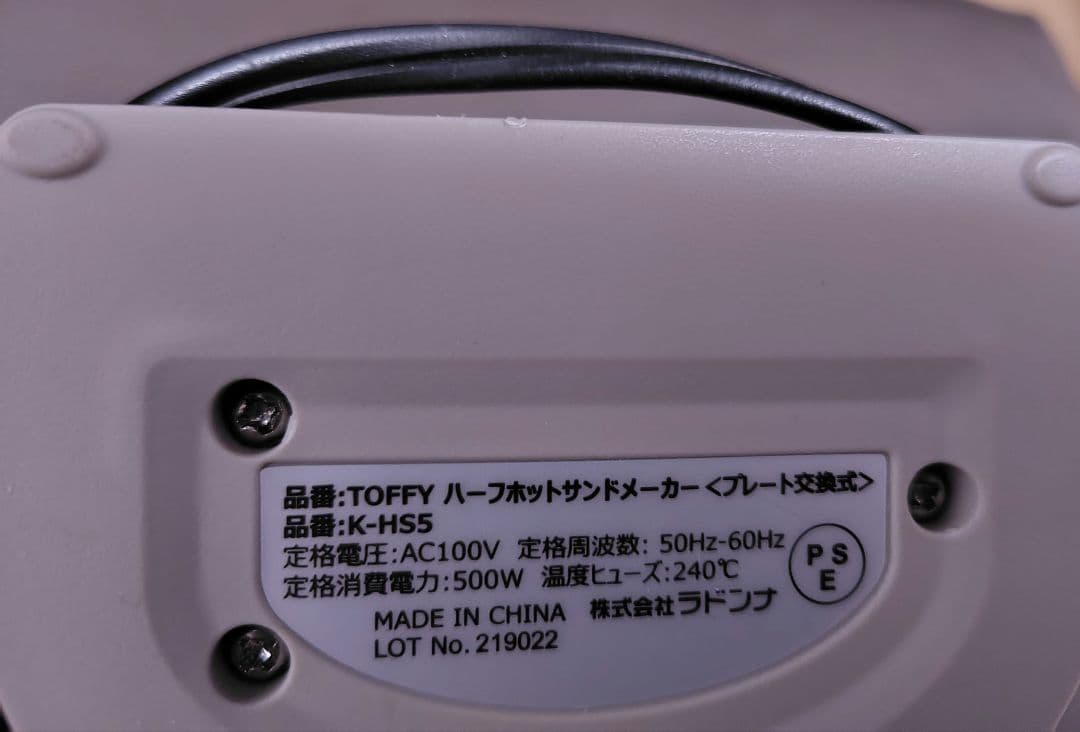 品番:TOFFY ハーフホットサンドメーカー<プレート交換式>
品番:K-HS5
定格電圧:AC100V 定格周波数: 50Hz-60Hz
定格消費電力:500W 温度ヒューズ:240℃
MADE IN CHINA 株式会社ラドンナ
LOT No. 219022
P S
E